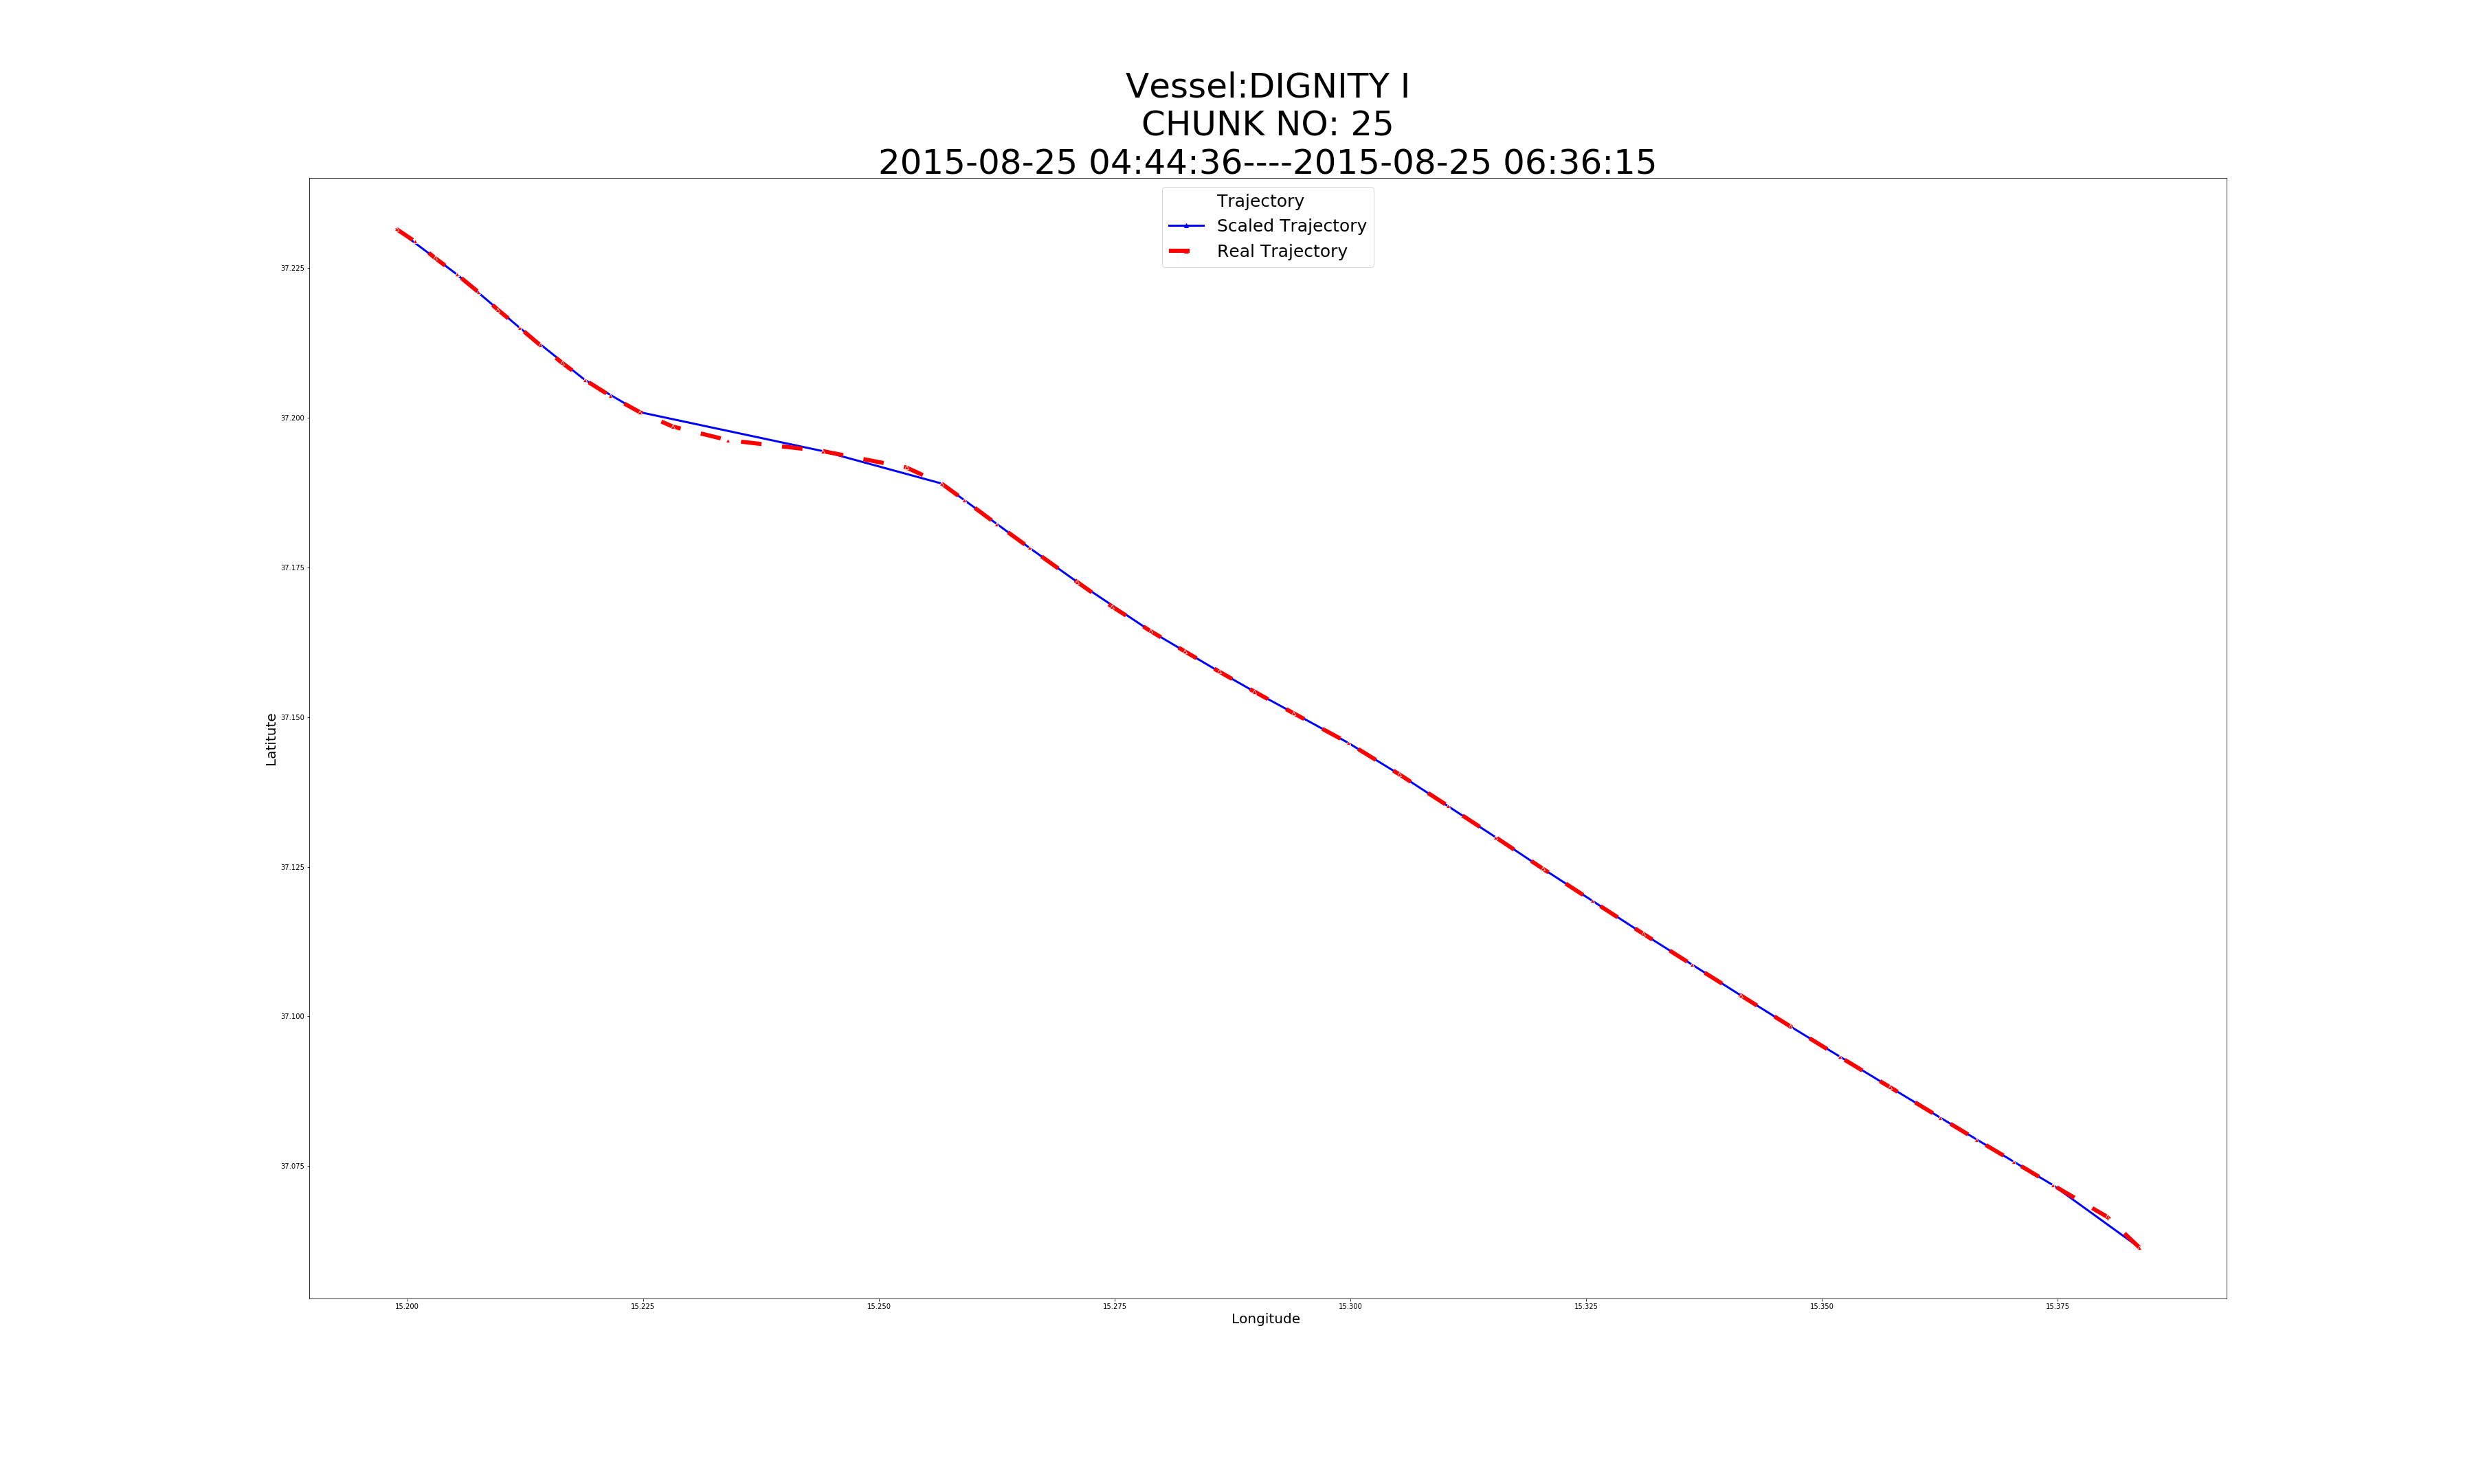 Vessel:DIGNITY I
CHUNK NO: 25
2015-08-25 04:44:36----2015-08-25 06:36:15
Trajectory
Scaled Trajectory
Real Trajectory
37.225
37.200
37.175
37.150
37.125
37.100
37.075
Latitute
15.200
15.225
15.250
15.275
15.300
15.325
15.350
15.375
Longitude